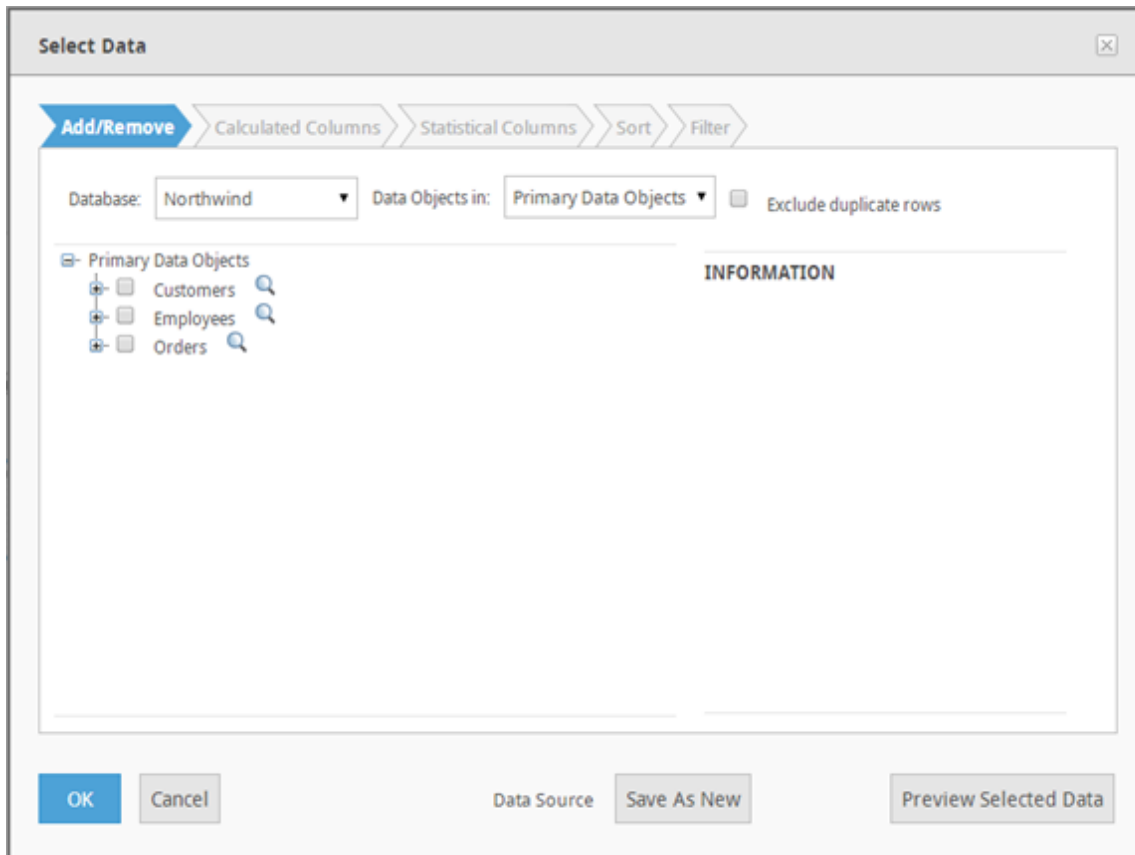 Select Data
Add/Remove Calculated Columns Statistical Columns Sort Filter
Database: Northwind Data Objects in: Primary Data Objects Exclude duplicate rows
Primary Data Objects
INFORMATION
Customers
Employees
Orders
OK Cancel Data Source Save As New Preview Selected Data